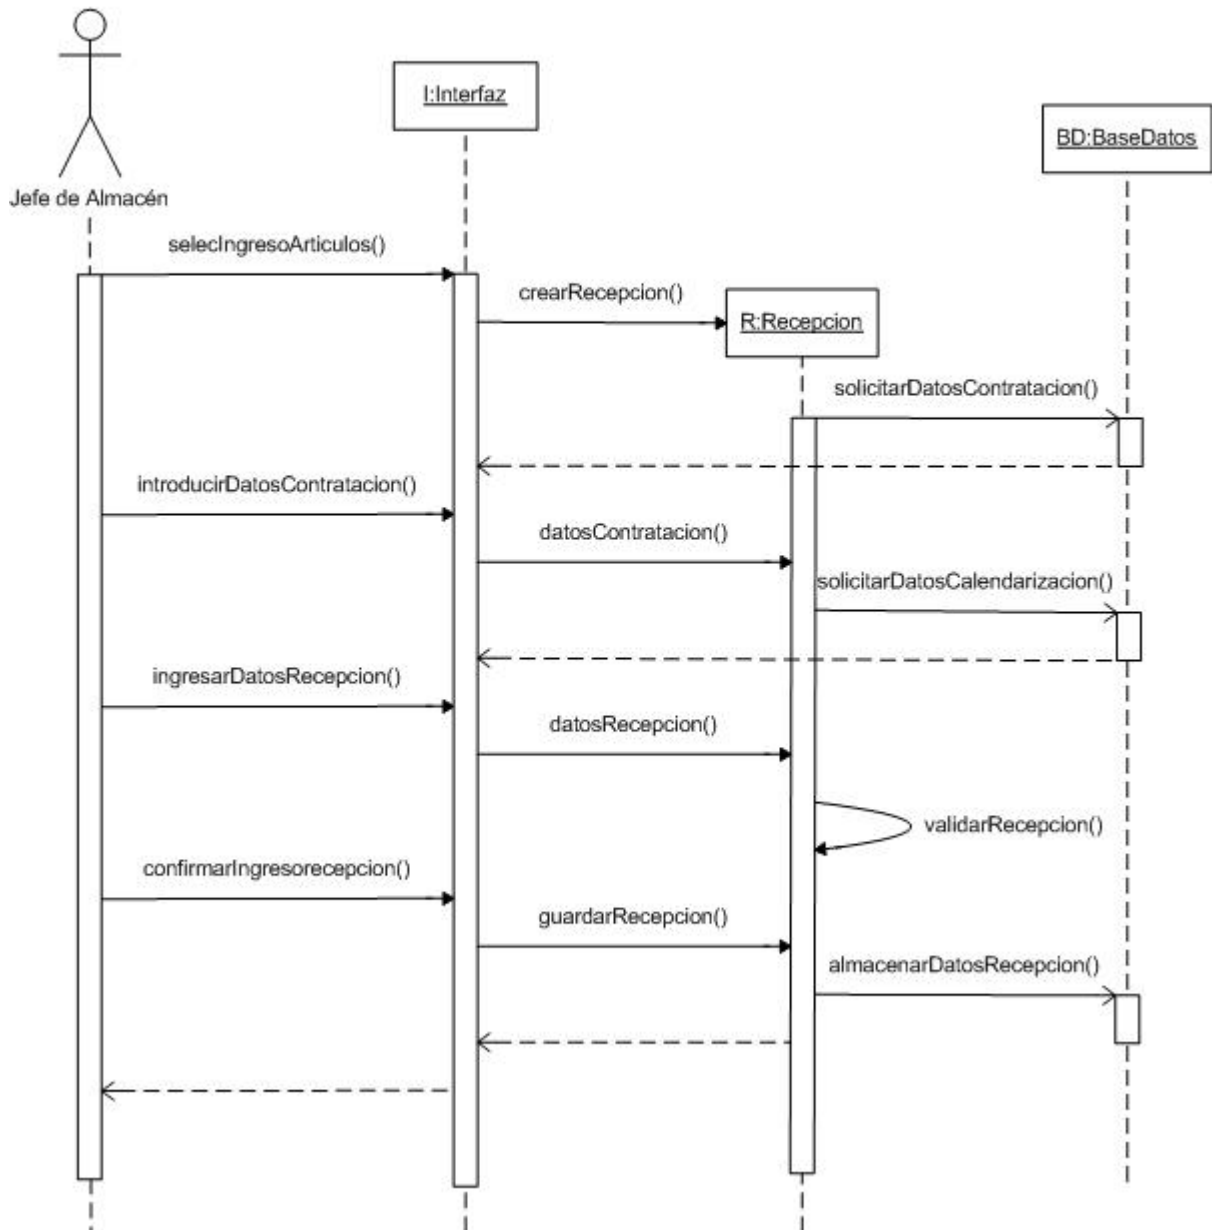 I:Interfaz
BD:BaseDatos
Jefe de Almacén
selecIngresoArticulos()
crearRecepcion()
R:Recepcion
solicitarDatosContratacion()
introducirDatosContratacion()
datosContratacion()
solicitarDatosCalendarizacion()
ingresarDatosRecepcion()
datosRecepcion()
validarRecepcion()
confirmarIngresorecepcion()
guardarRecepcion()
almacenarDatosRecepcion()